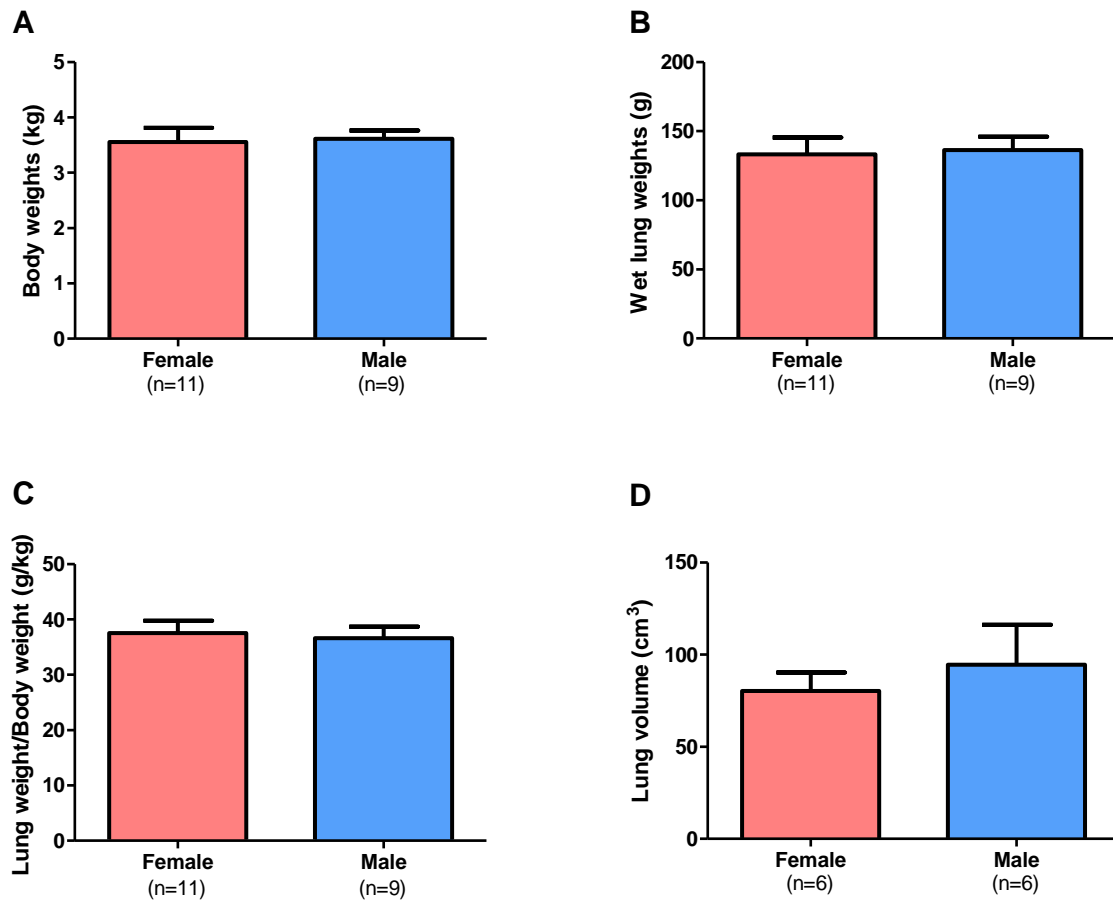 A
Body weights (kg)
5
4
3
2
1
0
Female
(n=11)
Male
(n=9)
B
Wet lung weights (g)
200
150
100
50
0
Female
(n=11)
Male
(n=9)
C
Lung weight/Body weight (g/kg)
50
40
30
20
10
0
Female
(n=11)
Male
(n=9)
D
Lung volume (cm³)
150
100
50
0
Female
(n=6)
Male
(n=6)